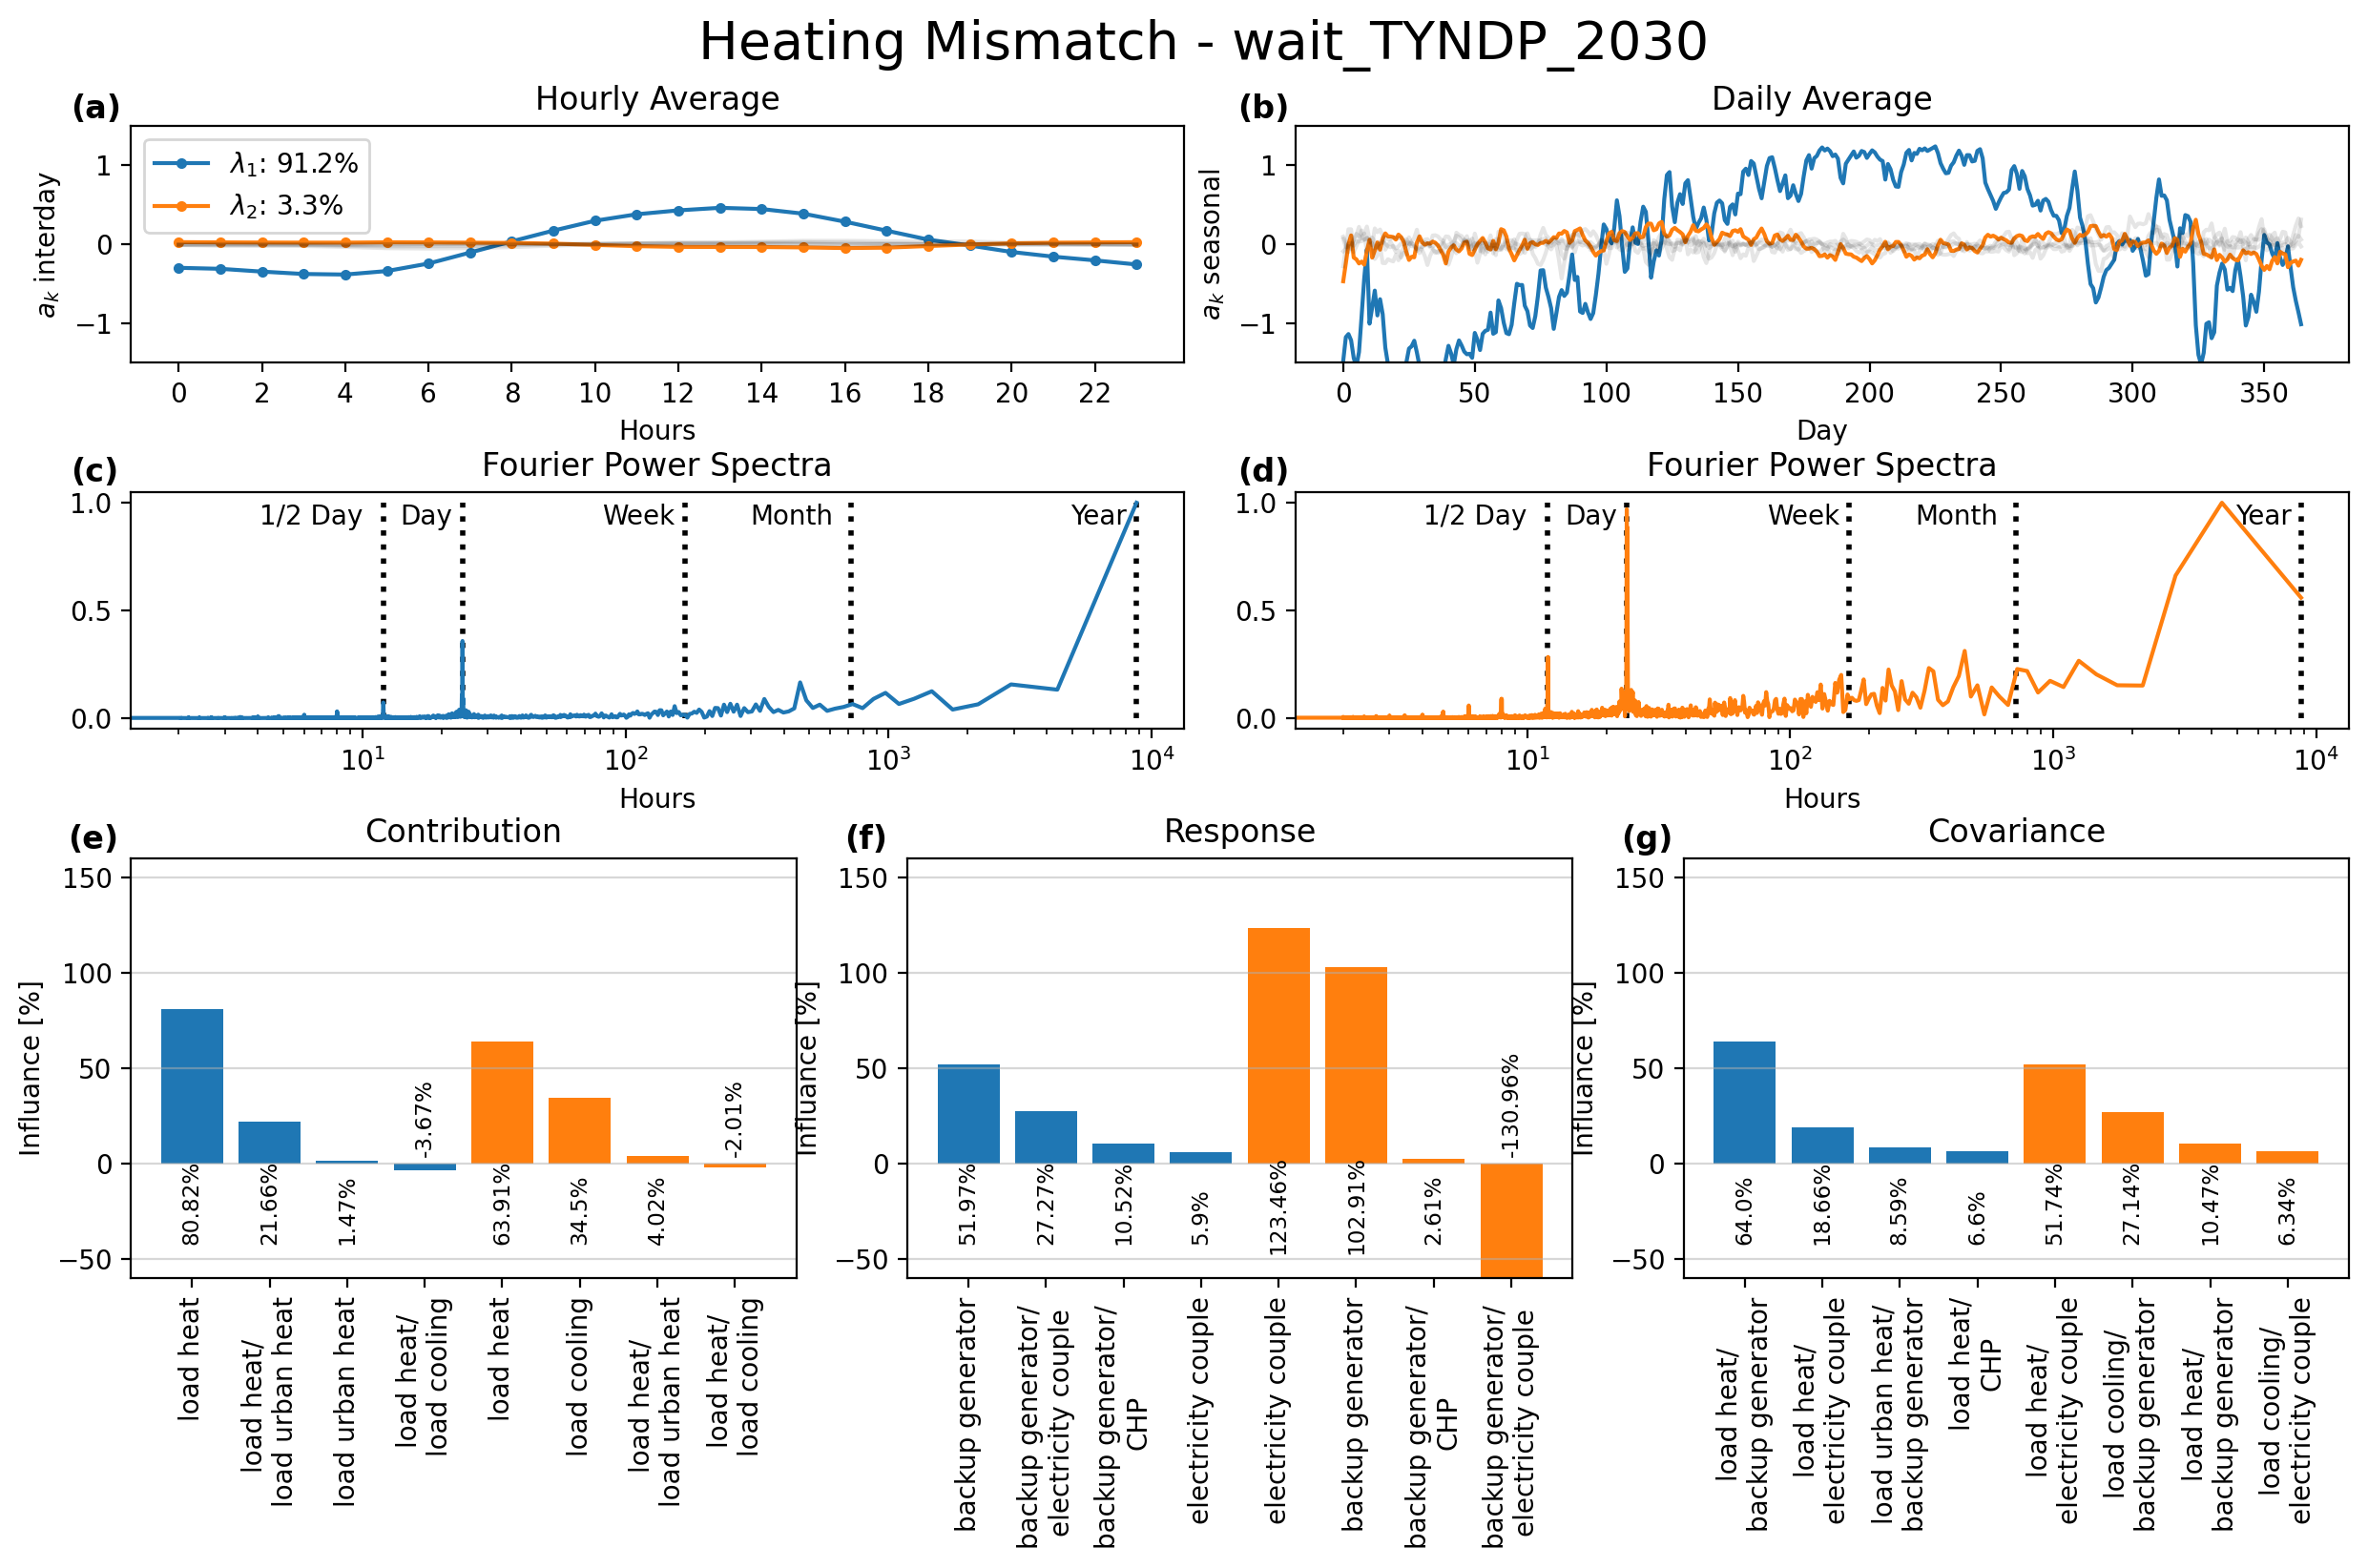 Heating Mismatch - wait_TYNDP_2030
(a)
Hourly Average
λ1: 91.2%
λ2: 3.3%
ak interday
1
0
−1
0 2 4 6 8 10 12 14 16 18 20 22
Hours
(b)
Daily Average
ak seasonal
1
0
−1
0 50 100 150 200 250 300 350
Day
(c)
Fourier Power Spectra
1/2 Day Day Week Month Year
1.0
0.5
0.0
10^1 10^2 10^3 10^4
Hours
(d)
Fourier Power Spectra
1/2 Day Day Week Month Year
1.0
0.5
0.0
10^1 10^2 10^3 10^4
Hours
(e)
Contribution
Influance [%]
150
100
50
0
−50
80.82%
21.66%
1.47%
-3.67%
63.91%
34.5%
4.02%
-2.01%
load heat
load heat/
load urban heat
load urban heat
load heat/
load cooling
load heat
load cooling
load heat/
load urban heat
load heat/
load cooling
(f)
Response
Influance [%]
150
100
50
0
−50
51.97%
27.27%
10.52%
5.9%
123.46%
102.91%
2.61%
-130.96%
backup generator
backup generator/
electricity couple
backup generator/
CHP
electricity couple
electricity couple
backup generator
backup generator/
CHP
backup generator/
electricity couple
(g)
Covariance
Influance [%]
150
100
50
0
−50
64.0%
18.66%
8.59%
6.6%
51.74%
27.14%
10.47%
6.34%
load heat/
backup generator
load heat/
electricity couple
load urban heat/
backup generator
load heat/
CHP
load heat/
electricity couple
load cooling/
backup generator
load heat/
backup generator
load cooling/
electricity couple